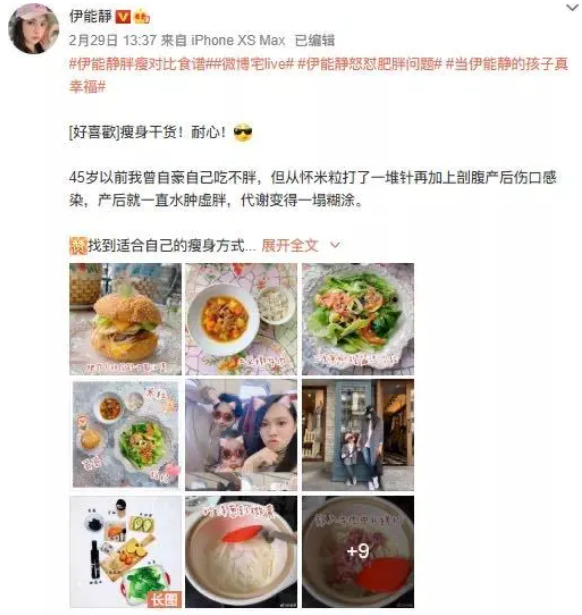 伊能静
2月29日 13:37 来自 iPhone XS Max 已编辑
#伊能静胖瘦对比食谱##微博宅live# #伊能静怒怼肥胖问题# #当伊能静的孩子真
幸福#
[好喜歡]瘦身干货！耐心！
45岁以前我曾自豪自己吃不胖，但从怀米粒打了一堆针再加上剖腹产后伤口感
染，产后就一直水肿虚胖，代谢变得一塌糊涂。
找到适合自己的瘦身方式... 展开全文
长图
+9